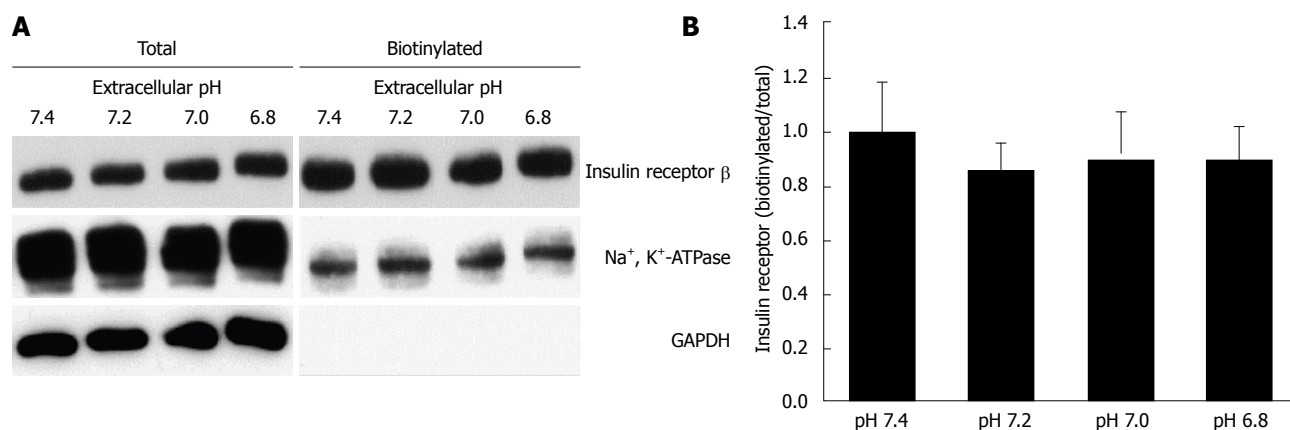 A
Total Biotinylated
Extracellular pH Extracellular pH
7.4 7.2 7.0 6.8 7.4 7.2 7.0 6.8
Insulin receptor β
Na⁺, K⁺-ATPase
GAPDH
B
Insulin receptor (biotinylated/total)
1.4
1.2
1.0
0.8
0.6
0.4
0.2
0.0
pH 7.4 pH 7.2 pH 7.0 pH 6.8